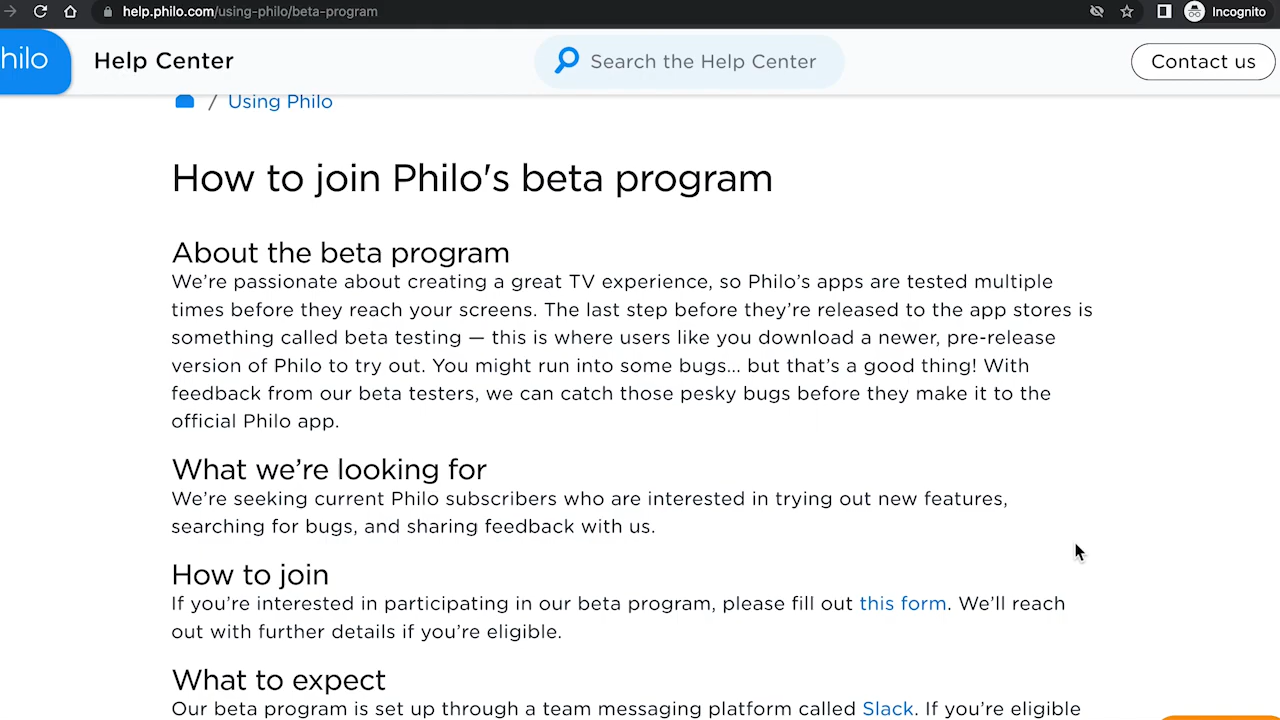 help.philo.com/using-philo/beta-program
Incognito
hilo
Help Center
Search the Help Center
Contact us
/ Using Philo
How to join Philo's beta program
About the beta program
We’re passionate about creating a great TV experience, so Philo’s apps are tested multiple
times before they reach your screens. The last step before they’re released to the app stores is
something called beta testing — this is where users like you download a newer, pre-release
version of Philo to try out. You might run into some bugs... but that’s a good thing! With
feedback from our beta testers, we can catch those pesky bugs before they make it to the
official Philo app.
What we’re looking for
We’re seeking current Philo subscribers who are interested in trying out new features,
searching for bugs, and sharing feedback with us.
How to join
If you’re interested in participating in our beta program, please fill out this form. We’ll reach
out with further details if you’re eligible.
What to expect
Our beta program is set up through a team messaging platform called Slack. If you’re eligible